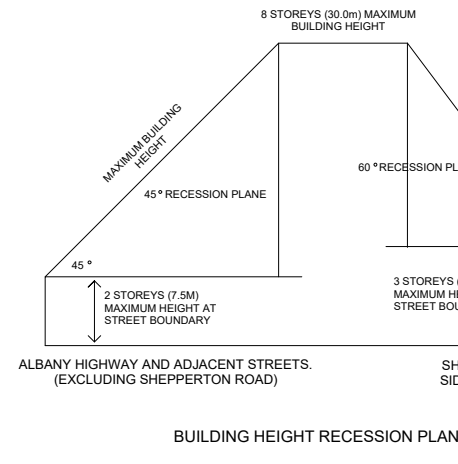 8 STOREYS (30.0m) MAXIMUM
BUILDING HEIGHT
MAXIMUM BUILDING
HEIGHT
45° RECESSION PLANE
60 °RECESSION PL
45 °
2 STOREYS (7.5M)
MAXIMUM HEIGHT AT
STREET BOUNDARY
3 STOREYS (
MAXIMUM HE
STREET BOU
ALBANY HIGHWAY AND ADJACENT STREETS.
(EXCLUDING SHEPPERTON ROAD)
SH
SID
BUILDING HEIGHT RECESSION PLAN